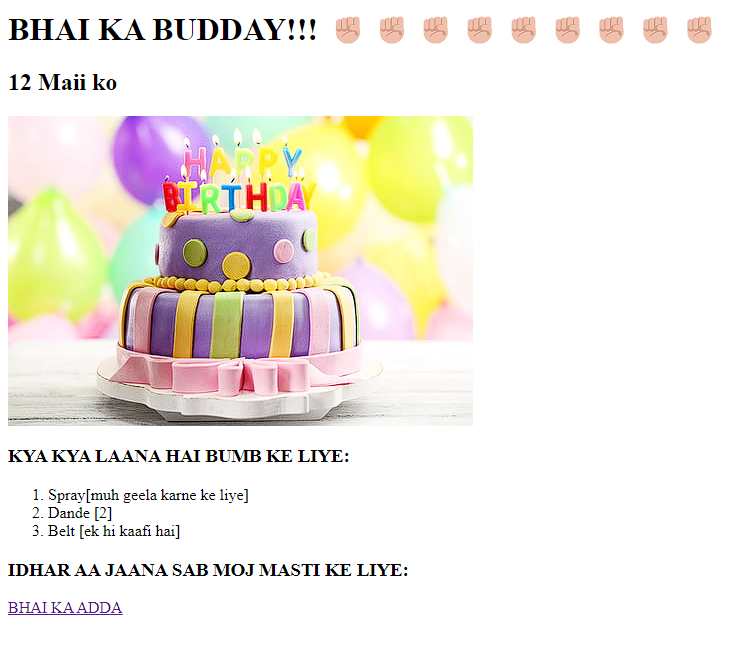 BHAI KA BUDDAY!!! ✊🏼 ✊🏼 ✊🏼 ✊🏼 ✊🏼 ✊🏼 ✊🏼 ✊🏼 ✊🏼
12 Maii ko
HAPPY
BIRTHDAY
KYA KYA LAANA HAI BUMB KE LIYE:
1. Spray[muh geela karne ke liye]
2. Dande [2]
3. Belt [ek hi kaafi hai]
IDHAR AA JAANA SAB MOJ MASTI KE LIYE:
BHAI KA ADDA